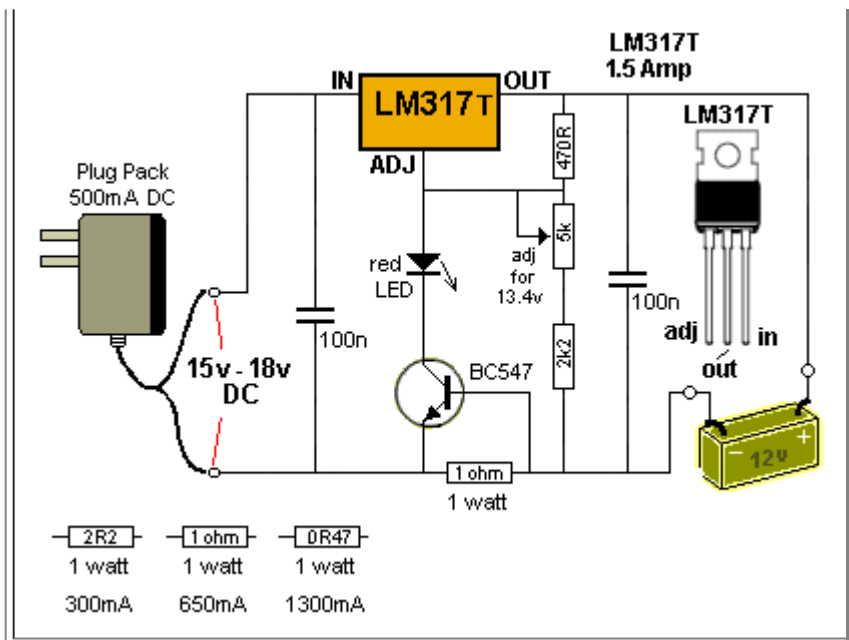 LM317T
1.5 Amp
IN
LM317T
OUT
ADJ
470R
LM317T
Plug Pack
500mA DC
red
LED
adj
for
13.4v
5k
100n
100n
adj
out
in
15v - 18v
DC
BC547
2k2
1 ohm
1 watt
- +
12v
2R2
1 watt
300mA
1 ohm
1 watt
650mA
0R47
1 watt
1300mA